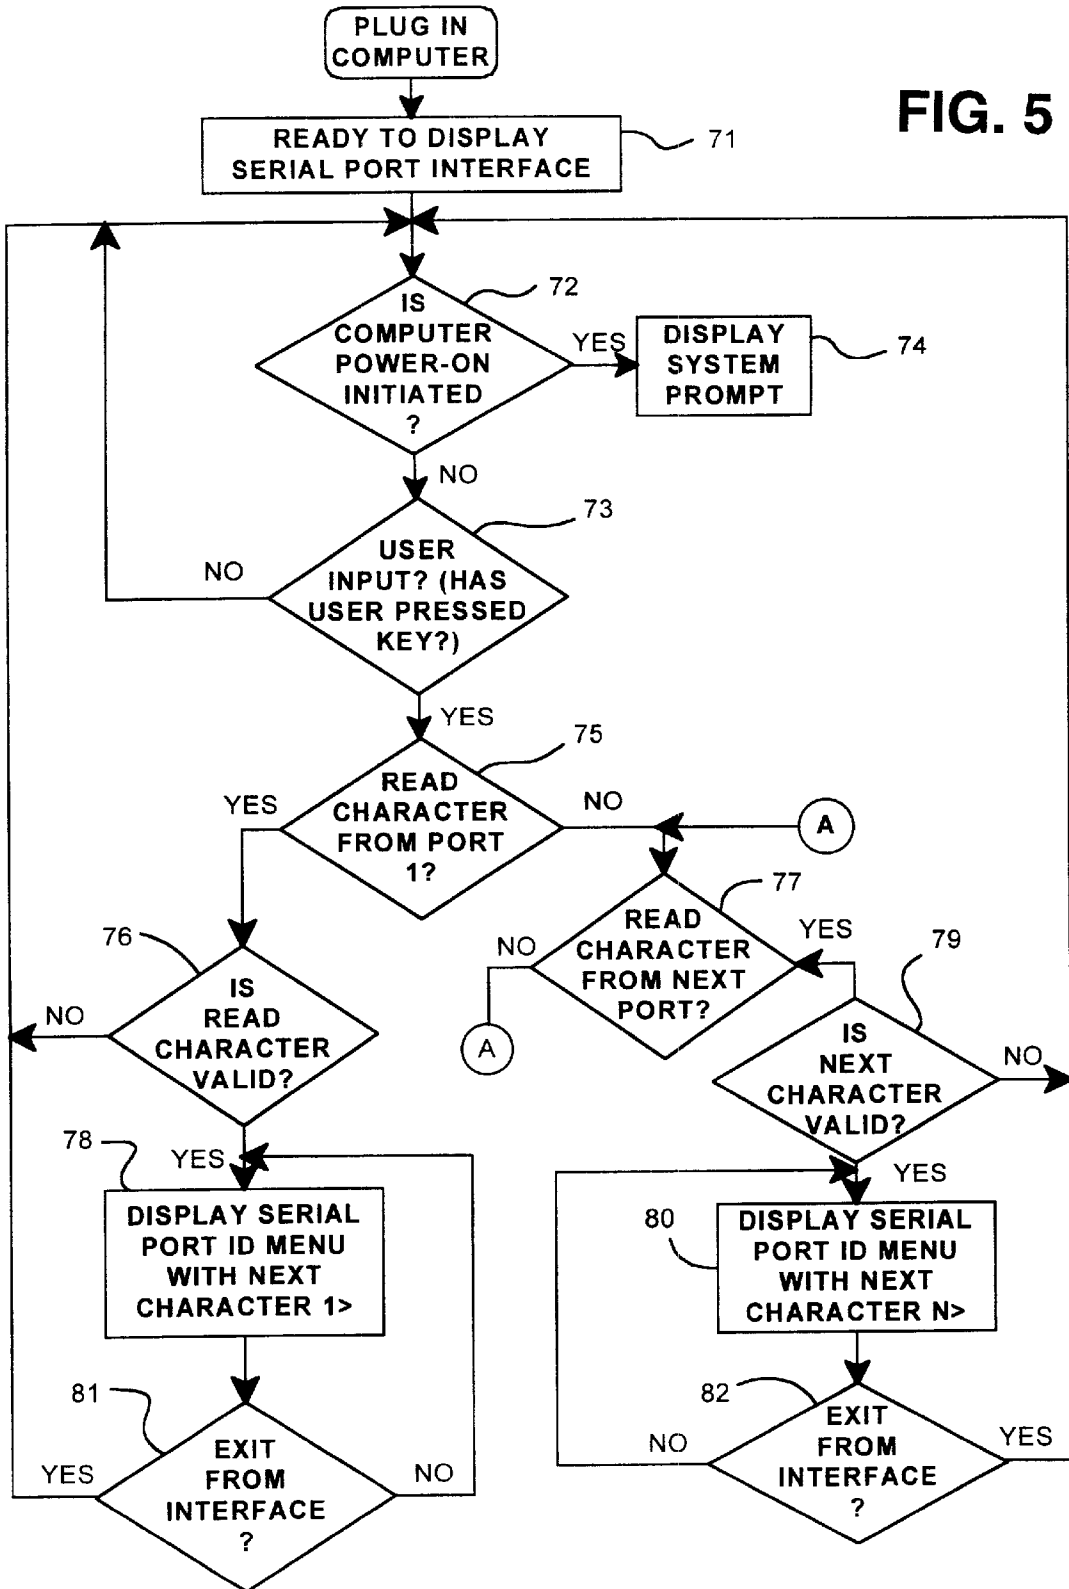 PLUG IN
COMPUTER
FIG. 5
READY TO DISPLAY
SERIAL PORT INTERFACE
71
IS
COMPUTER
POWER-ON
INITIATED
?
72
YES
DISPLAY
SYSTEM
PROMPT
74
NO
USER
INPUT? (HAS
USER PRESSED
KEY?)
73
NO
YES
READ
CHARACTER
FROM PORT
1?
75
YES
NO
A
READ
CHARACTER
FROM NEXT
PORT?
77
NO
A
YES
76
IS
READ
CHARACTER
VALID?
NO
YES
79
IS
NEXT
CHARACTER
VALID?
NO
YES
78
DISPLAY SERIAL
PORT ID MENU
WITH NEXT
CHARACTER 1>
80
DISPLAY SERIAL
PORT ID MENU
WITH NEXT
CHARACTER N>
81
EXIT
FROM
INTERFACE
?
YES
NO
82
EXIT
FROM
INTERFACE
?
NO
YES